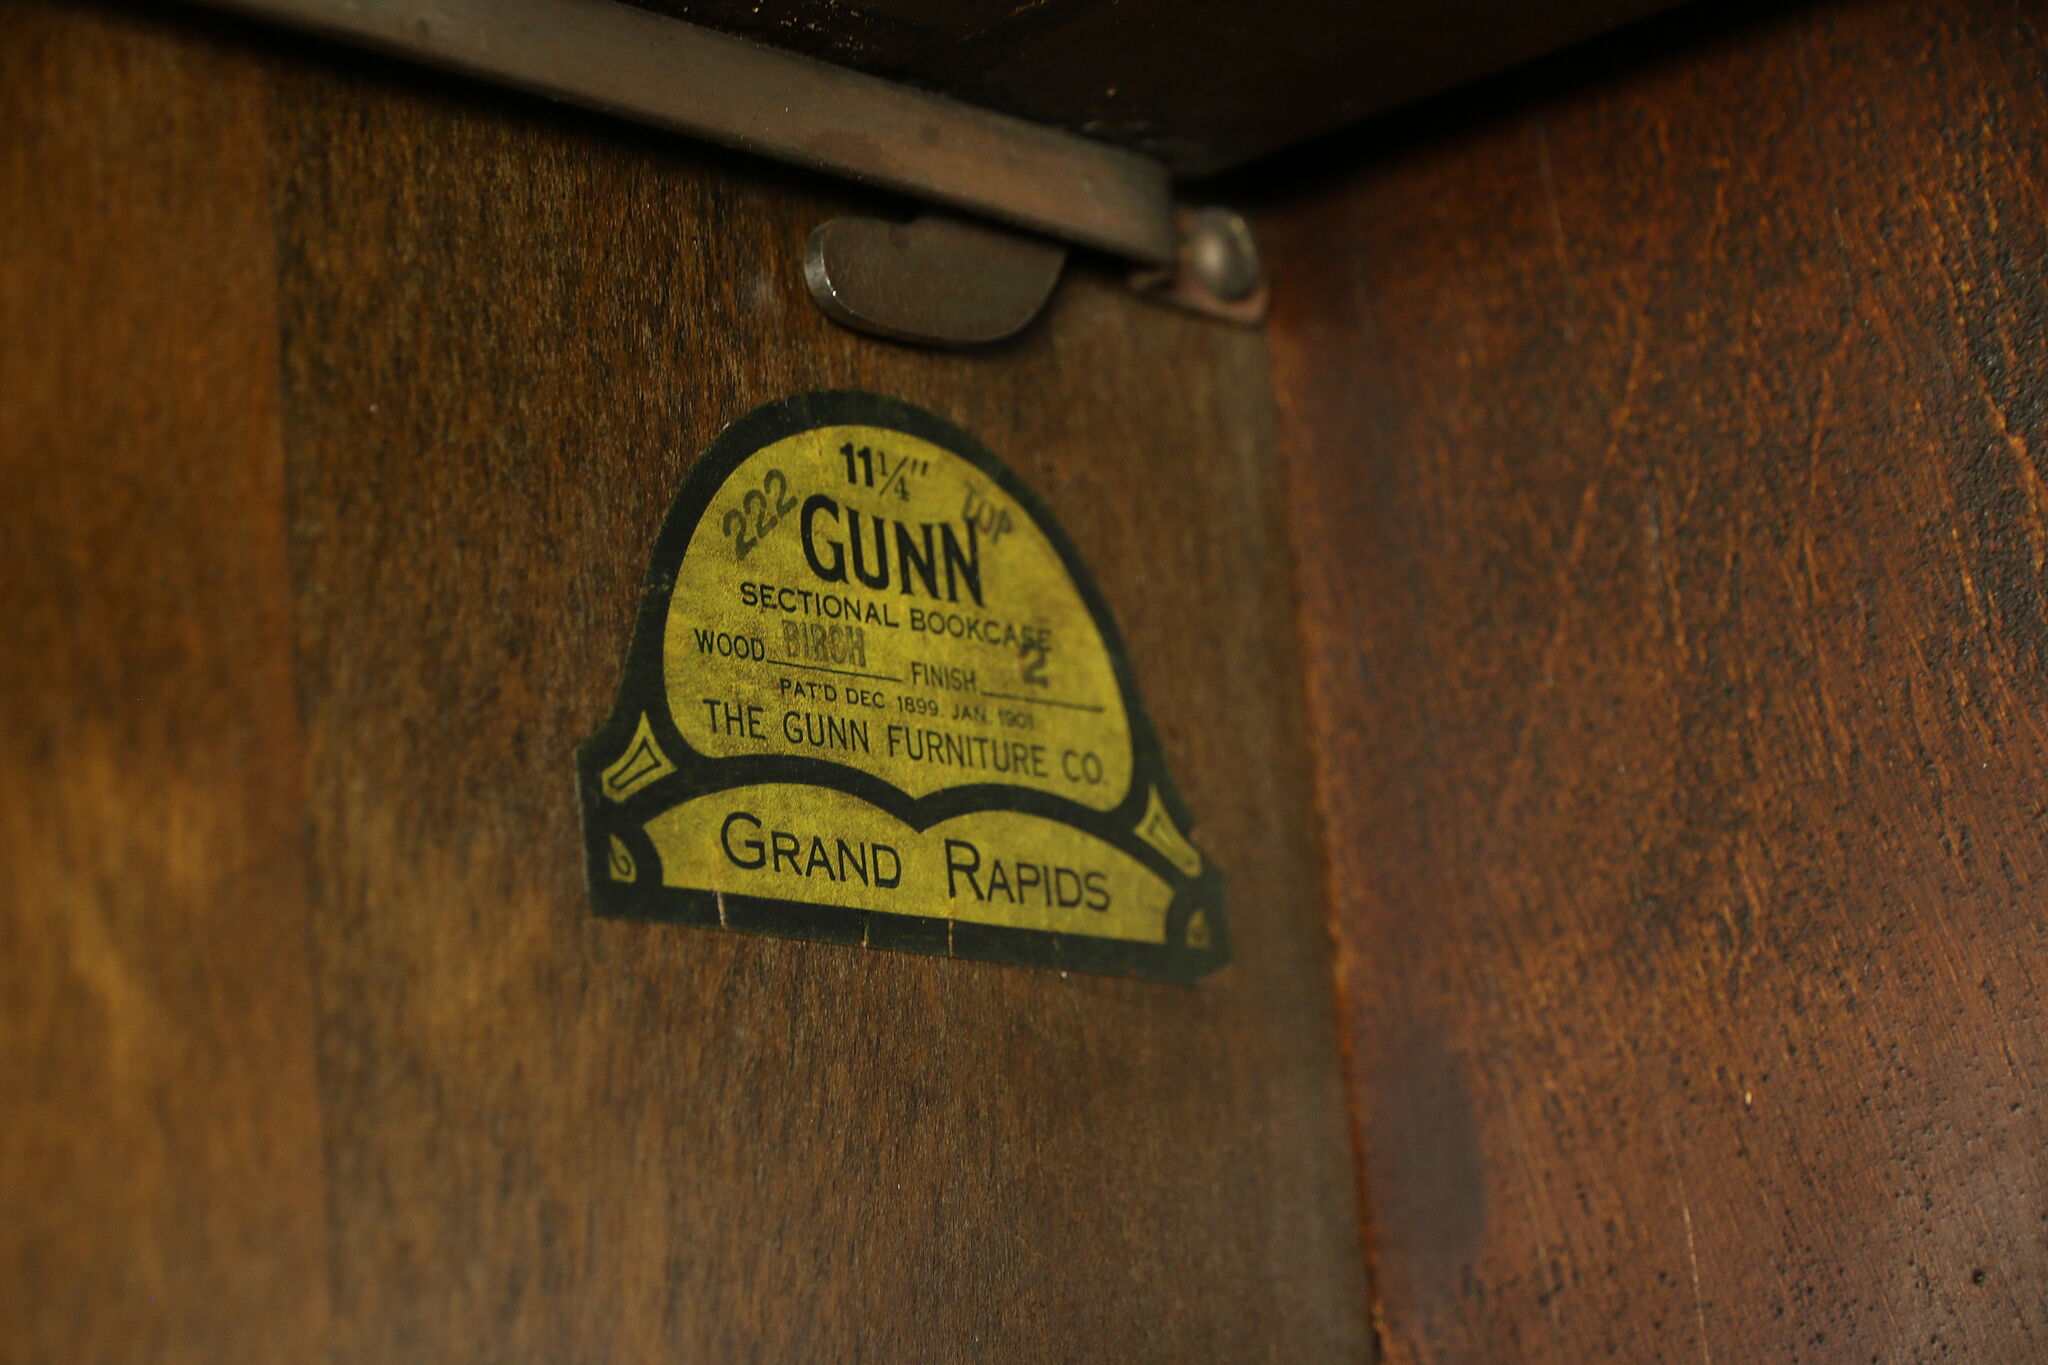 11¼"
222 TOP
GUNN
SECTIONAL BOOKCASE
WOOD BIRCH FINISH 2
PAT'D DEC 1899. JAN. 1901
THE GUNN FURNITURE CO.
GRAND RAPIDS